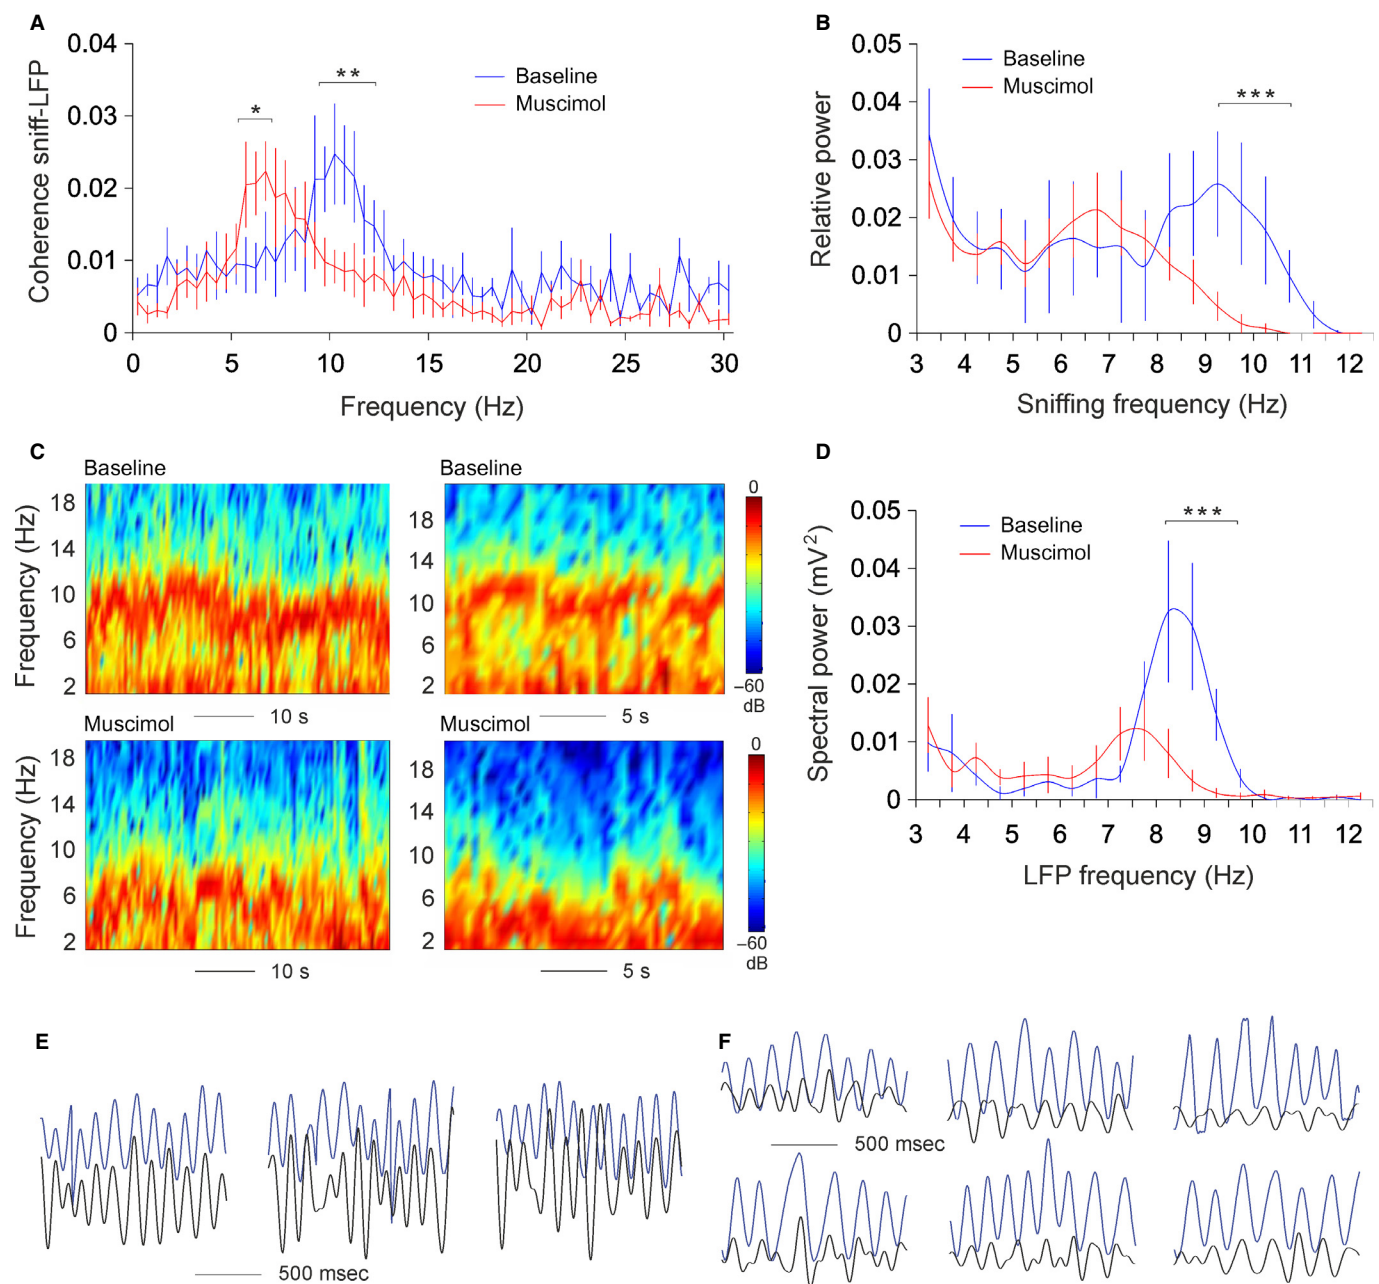 A
0.04
0.03
0.02
0.01
0
Coherence sniff-LFP
*
**
Baseline
Muscimol
0 5 10 15 20 25 30
Frequency (Hz)
B
0.05
0.04
0.03
0.02
0.01
0
Relative power
Baseline
Muscimol
***
3 4 5 6 7 8 9 10 11 12
Sniffing frequency (Hz)
C
Baseline
18
14
10
6
2
Frequency (Hz)
10 s
Baseline
18
14
10
6
2
5 s
0
−60
dB
Muscimol
18
14
10
6
2
Frequency (Hz)
10 s
Muscimol
18
14
10
6
2
5 s
0
−60
dB
D
0.05
0.04
0.03
0.02
0.01
0
Spectral power (mV²)
Baseline
Muscimol
***
3 4 5 6 7 8 9 10 11 12
LFP frequency (Hz)
E
500 msec
F
500 msec